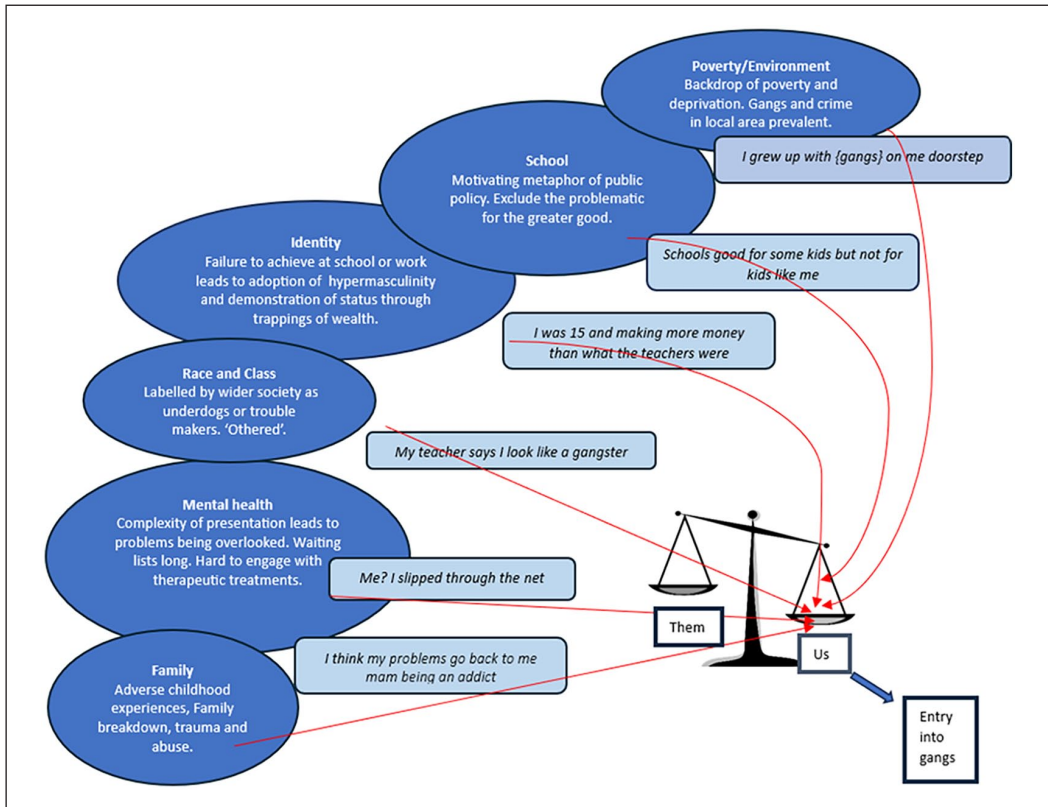 Poverty/Environment
Backdrop of poverty and
deprivation. Gangs and crime
in local area prevalent.
I grew up with {gangs} on me doorstep
School
Motivating metaphor of public
policy. Exclude the problematic
for the greater good.
Schools good for some kids but not for
kids like me
Identity
Failure to achieve at school or work
leads to adoption of hypermasculinity
and demonstration of status through
trappings of wealth.
I was 15 and making more money
than what the teachers were
Race and Class
Labelled by wider society as
underdogs or trouble
makers. ‘Othered’.
My teacher says I look like a gangster
Mental health
Complexity of presentation leads to
problems being overlooked. Waiting
lists long. Hard to engage with
therapeutic treatments.
Me? I slipped through the net
Family
Adverse childhood
experiences, Family
breakdown, trauma and
abuse.
I think my problems go back to me
mam being an addict
Them
Us
Entry
into
gangs